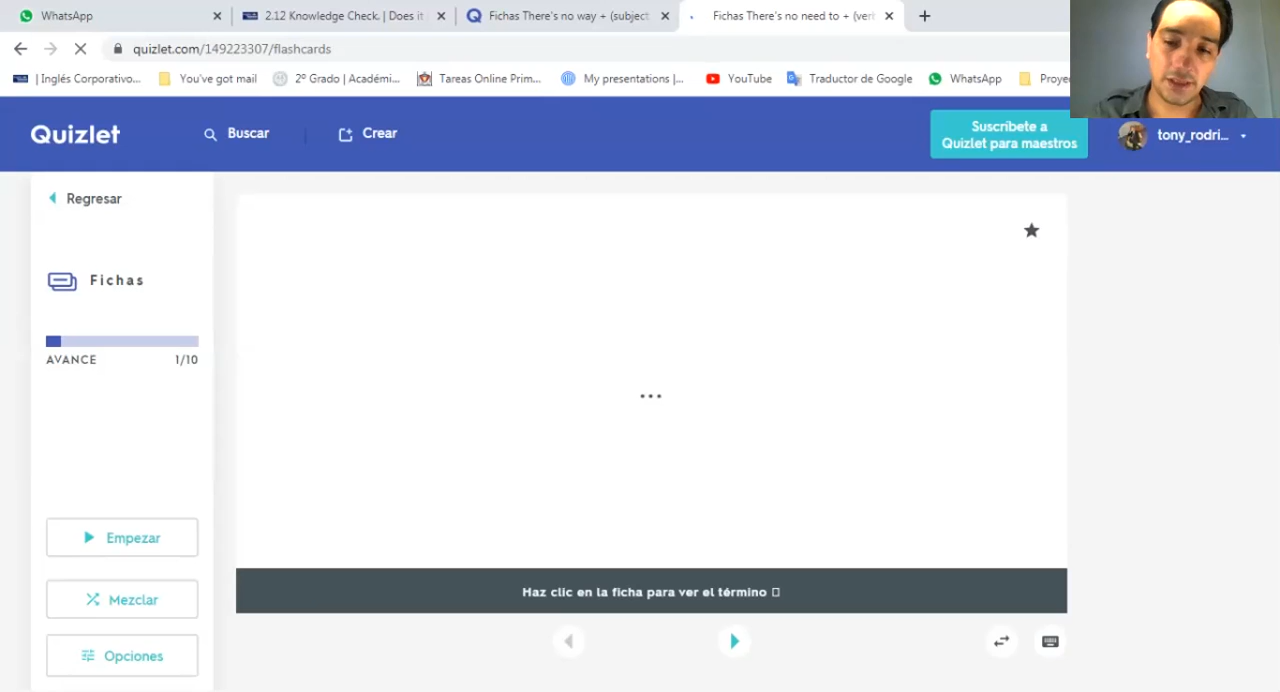 WhatsApp
2.12 Knowledge Check. | Does it
Fichas There's no way + (subject
Fichas There's no need to + (ver
quizlet.com/149223307/flashcards
| Inglés Corporativo...
You've got mail
2º Grado | Académi...
Tareas Online Prim...
My presentations |...
YouTube
Traductor de Google
WhatsApp
Proye
Quizlet
Buscar
Crear
Suscríbete a
Quizlet para maestros
tony_rodri...
Regresar
Fichas
AVANCE 1/10
...
Empezar
Mezclar
Opciones
Haz clic en la ficha para ver el término